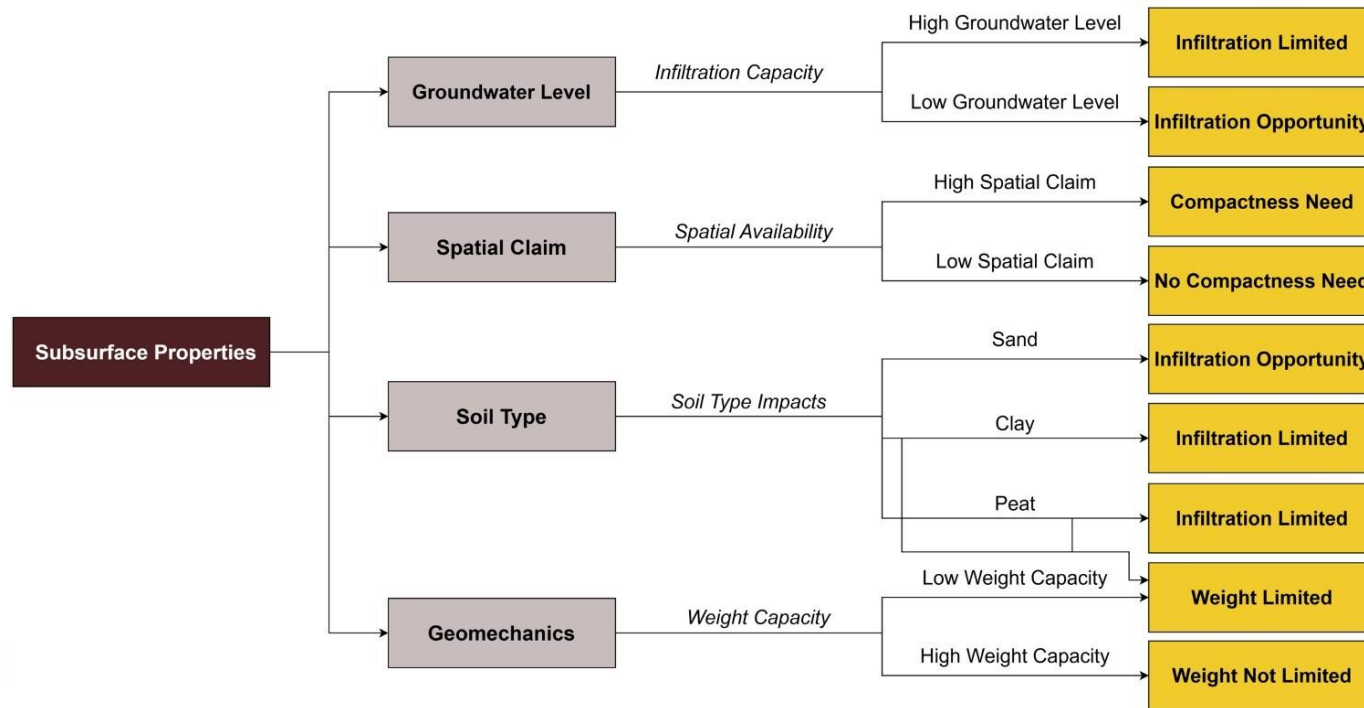 Subsurface Properties
Groundwater Level
Infiltration Capacity
High Groundwater Level
Infiltration Limited
Low Groundwater Level
Infiltration Opportunity
Spatial Claim
Spatial Availability
High Spatial Claim
Compactness Need
Low Spatial Claim
No Compactness Need
Soil Type
Soil Type Impacts
Sand
Infiltration Opportunity
Clay
Infiltration Limited
Peat
Infiltration Limited
Geomechanics
Weight Capacity
Low Weight Capacity
Weight Limited
High Weight Capacity
Weight Not Limited